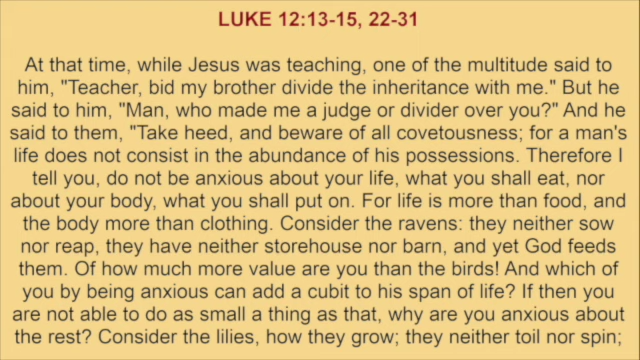 LUKE 12:13-15, 22-31
At that time, while Jesus was teaching, one of the multitude said to
him, "Teacher, bid my brother divide the inheritance with me." But he
said to him, "Man, who made me a judge or divider over you?" And he
said to them, "Take heed, and beware of all covetousness; for a man's
life does not consist in the abundance of his possessions. Therefore I
tell you, do not be anxious about your life, what you shall eat, nor
about your body, what you shall put on. For life is more than food, and
the body more than clothing. Consider the ravens: they neither sow
nor reap, they have neither storehouse nor barn, and yet God feeds
them. Of how much more value are you than the birds! And which of
you by being anxious can add a cubit to his span of life? If then you
are not able to do as small a thing as that, why are you anxious about
the rest? Consider the lilies, how they grow; they neither toil nor spin;